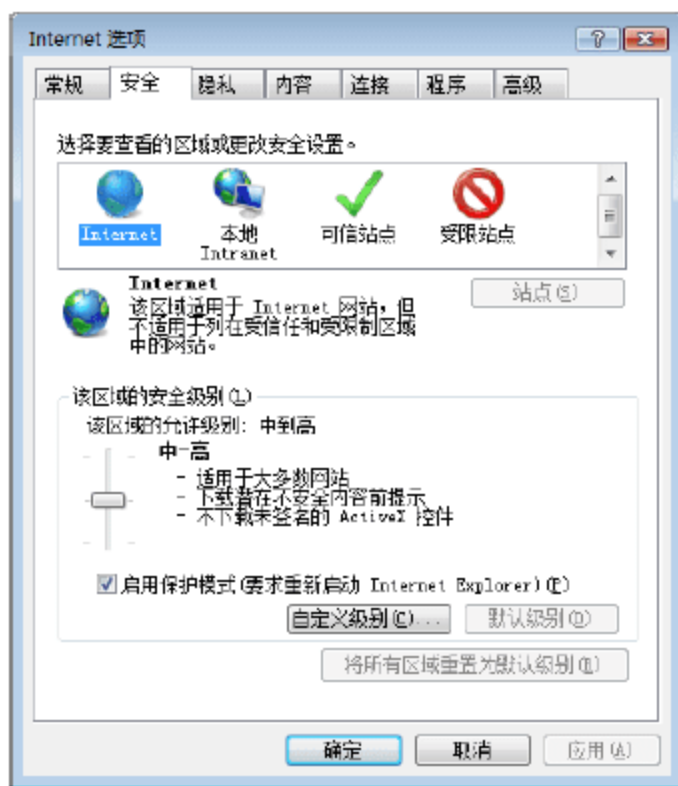 Internet 选项
常规 安全 隐私 内容 连接 程序 高级
选择要查看的区域或更改安全设置。
Internet 本地 Intranet 可信站点 受限站点
Internet
站点(S)
该区域适用于 Internet 网站，但
不适用于列在受信任和受限制区域
中的网站。
该区域的安全级别(L)
该区域的允许级别: 中到高
中-高
- 适用于大多数网站
- 下载潜在不安全内容前提示
- 不下载未签名的 ActiveX 控件
启用保护模式(要求重新启动 Internet Explorer)(P)
自定义级别(C)... 默认级别(D)
将所有区域重置为默认级别(R)
确定 取消 应用(A)